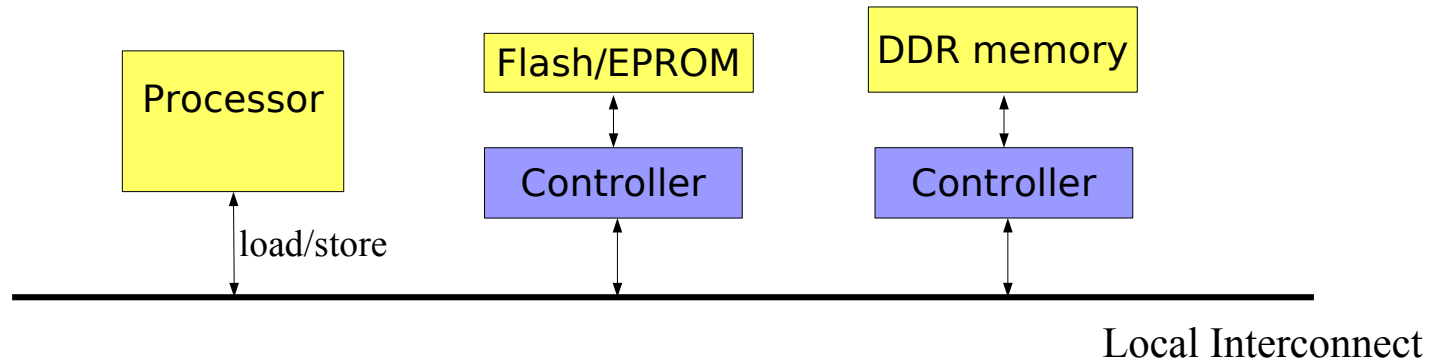 Processor
Flash/EPROM
DDR memory
Controller
Controller
load/store
Local Interconnect